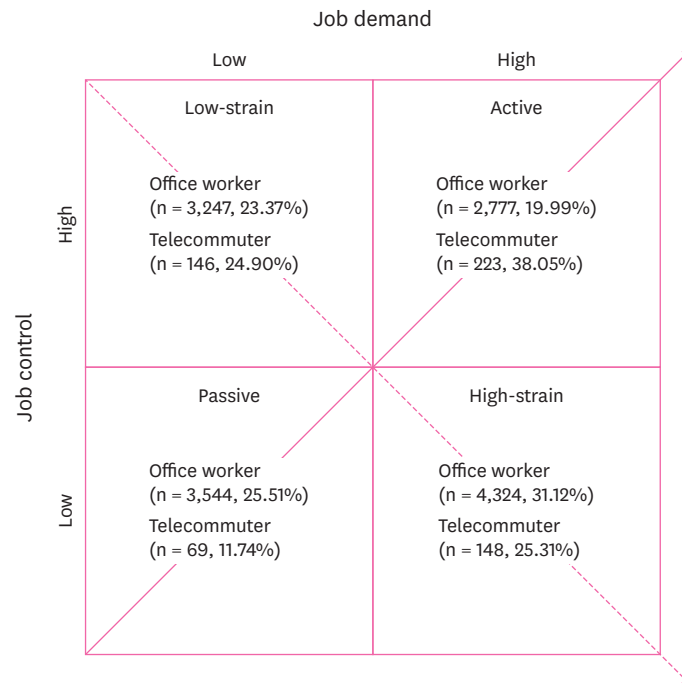 Job demand
Low
High
Low-strain
Active
Office worker
(n = 3,247, 23.37%)
Telecommuter
(n = 146, 24.90%)
Office worker
(n = 2,777, 19.99%)
Telecommuter
(n = 223, 38.05%)
High
Job control
Passive
High-strain
Office worker
(n = 3,544, 25.51%)
Telecommuter
(n = 69, 11.74%)
Office worker
(n = 4,324, 31.12%)
Telecommuter
(n = 148, 25.31%)
Low